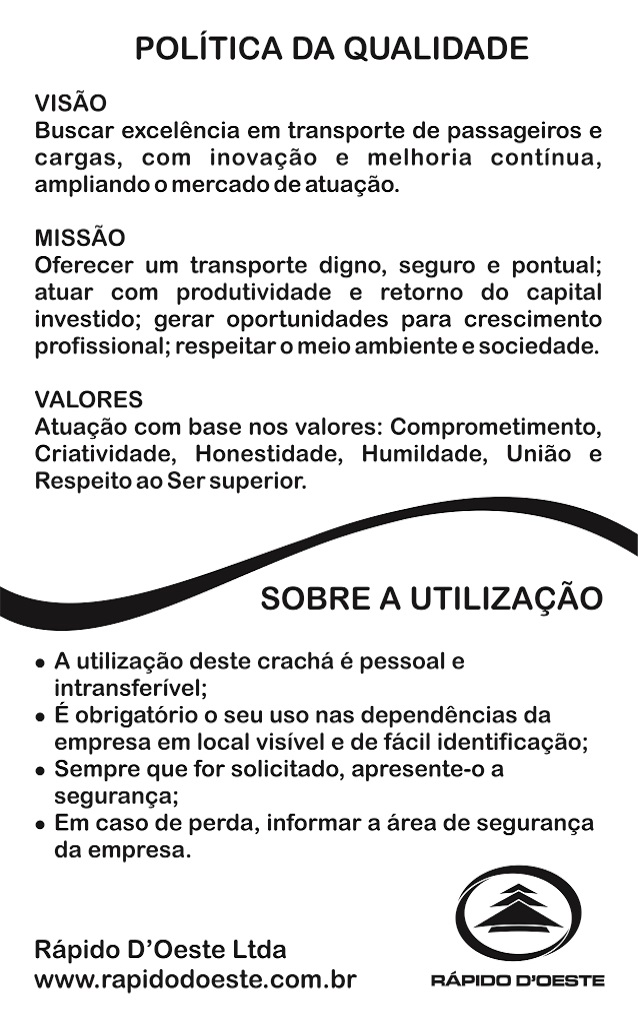 POLÍTICA DA QUALIDADE
VISÃO
Buscar excelência em transporte de passageiros e
cargas, com inovação e melhoria contínua,
ampliando o mercado de atuação.
MISSÃO
Oferecer um transporte digno, seguro e pontual;
atuar com produtividade e retorno do capital
investido; gerar oportunidades para crescimento
profissional; respeitar o meio ambiente e sociedade.
VALORES
Atuação com base nos valores: Comprometimento,
Criatividade, Honestidade, Humildade, União e
Respeito ao Ser superior.
SOBRE A UTILIZAÇÃO
• A utilização deste crachá é pessoal e
intransferível;
• É obrigatório o seu uso nas dependências da
empresa em local visível e de fácil identificação;
• Sempre que for solicitado, apresente-o a
segurança;
• Em caso de perda, informar a área de segurança
da empresa.
Rápido D'Oeste Ltda
www.rapidodoeste.com.br
RÁPIDO D'OESTE